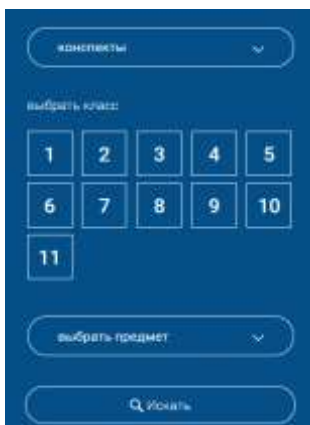 конспекты
выбрать класс
1 2 3 4 5
6 7 8 9 10
11
выбрать предмет
Искать